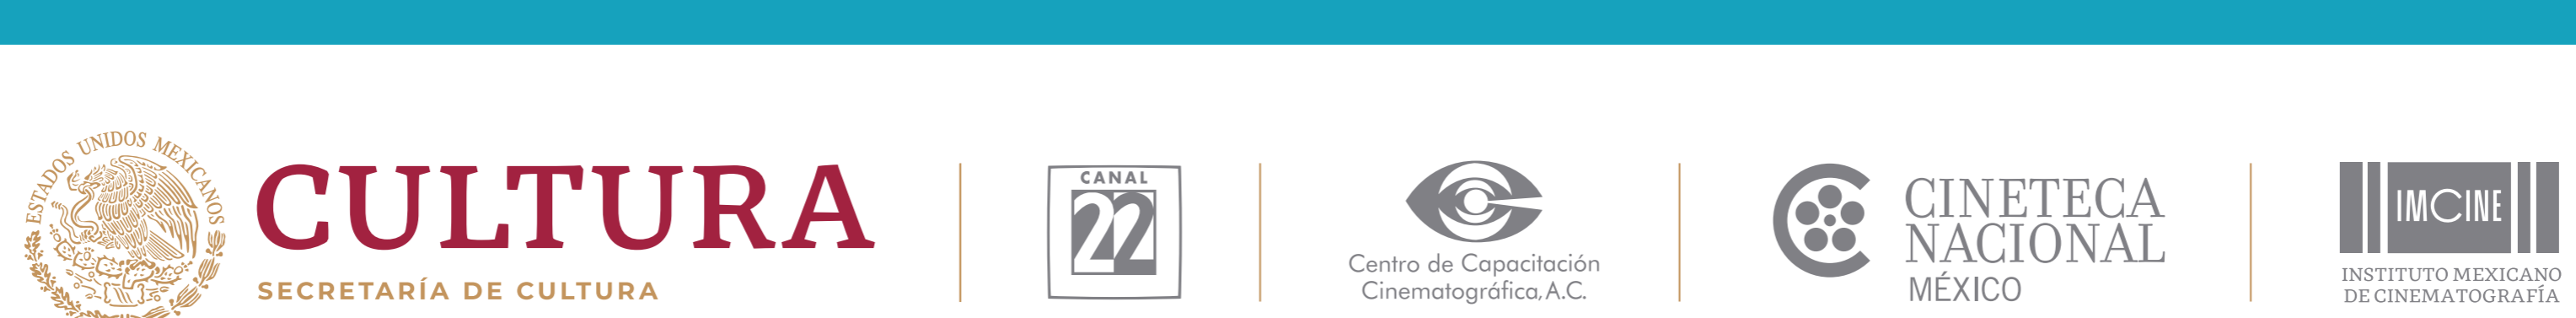 ESTADOS UNIDOS MEXICANOS
CULTURA
SECRETARÍA DE CULTURA
CANAL
22
Centro de Capacitación
Cinematográfica, A.C.
CINETECA
NACIONAL
MÉXICO
IMCINE
INSTITUTO MEXICANO
DE CINEMATOGRAFÍA